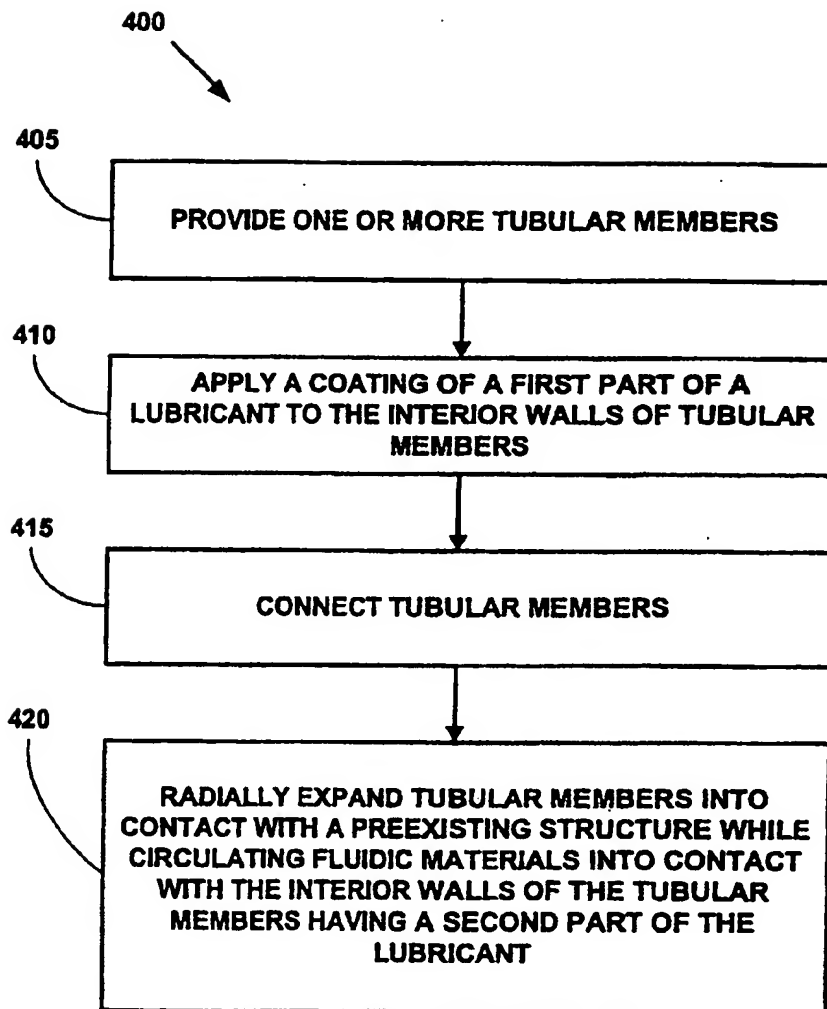 400
405
PROVIDE ONE OR MORE TUBULAR MEMBERS
410
APPLY A COATING OF A FIRST PART OF A
LUBRICANT TO THE INTERIOR WALLS OF TUBULAR
MEMBERS
415
CONNECT TUBULAR MEMBERS
420
RADIALLY EXPAND TUBULAR MEMBERS INTO
CONTACT WITH A PREEXISTING STRUCTURE WHILE
CIRCULATING FLUIDIC MATERIALS INTO CONTACT
WITH THE INTERIOR WALLS OF THE TUBULAR
MEMBERS HAVING A SECOND PART OF THE
LUBRICANT